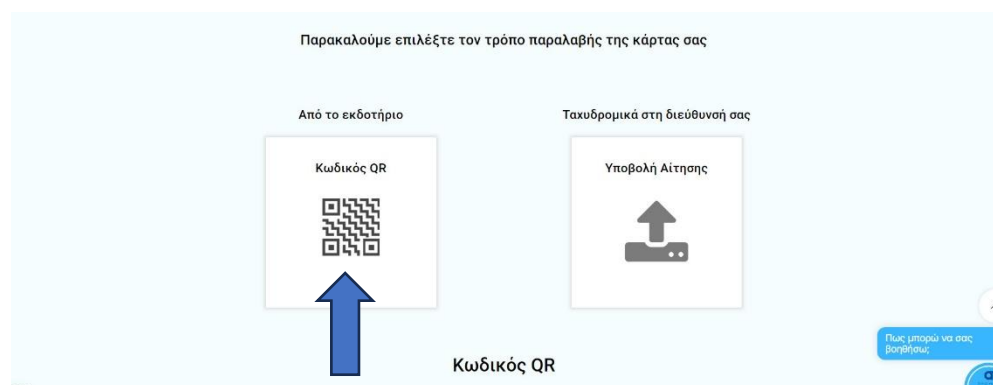 Παρακαλούμε επιλέξτε τον τρόπο παραλαβής της κάρτας σας
Από το εκδοτήριο
Ταχυδρομικά στη διεύθυνσή σας
Κωδικός QR
Υποβολή Αίτησης
Κωδικός QR
Πως μπορώ να σας
βοηθήσω;